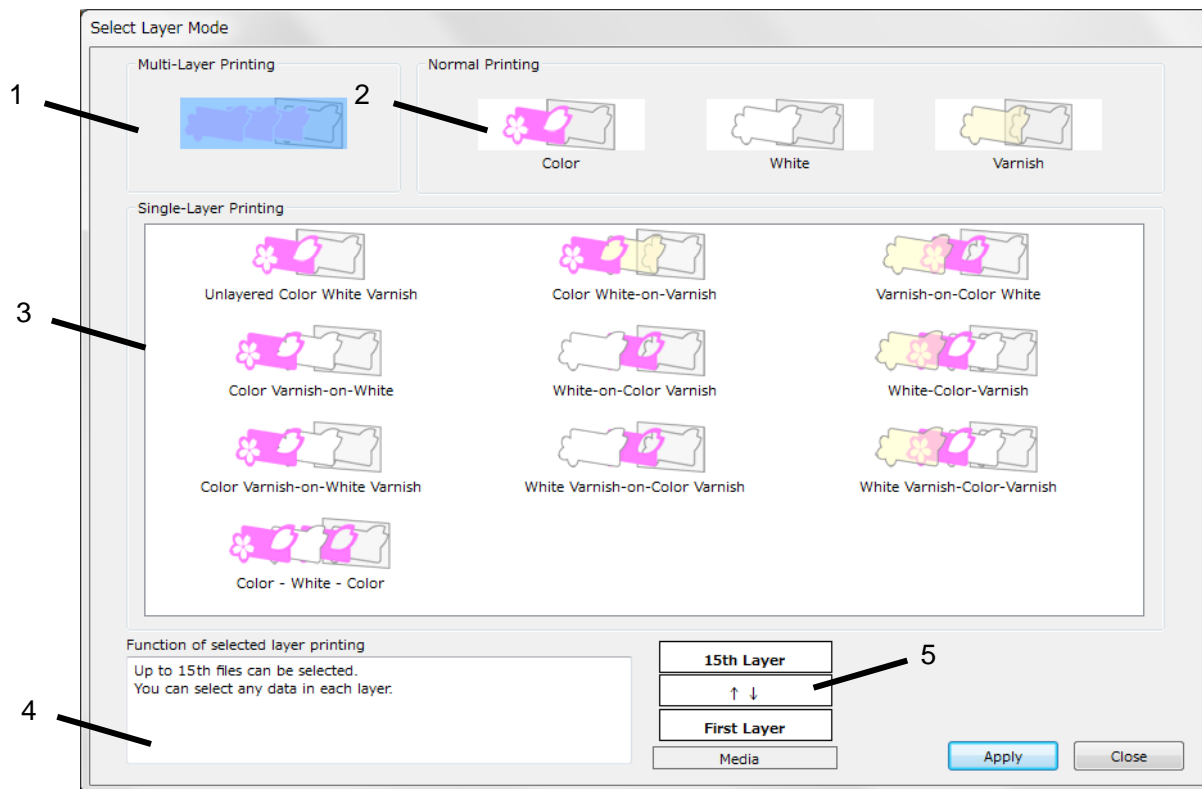 Select Layer Mode
Multi-Layer Printing
Normal Printing
1
2
Color
White
Varnish
Single-Layer Printing
3
Unlayered Color White Varnish
Color White-on-Varnish
Varnish-on-Color White
Color Varnish-on-White
White-on-Color Varnish
White-Color-Varnish
Color Varnish-on-White Varnish
White Varnish-on-Color Varnish
White Varnish-Color-Varnish
Color - White - Color
Function of selected layer printing
Up to 15th files can be selected.
You can select any data in each layer.
4
15th Layer
↑ ↓
First Layer
Media
5
Apply
Close